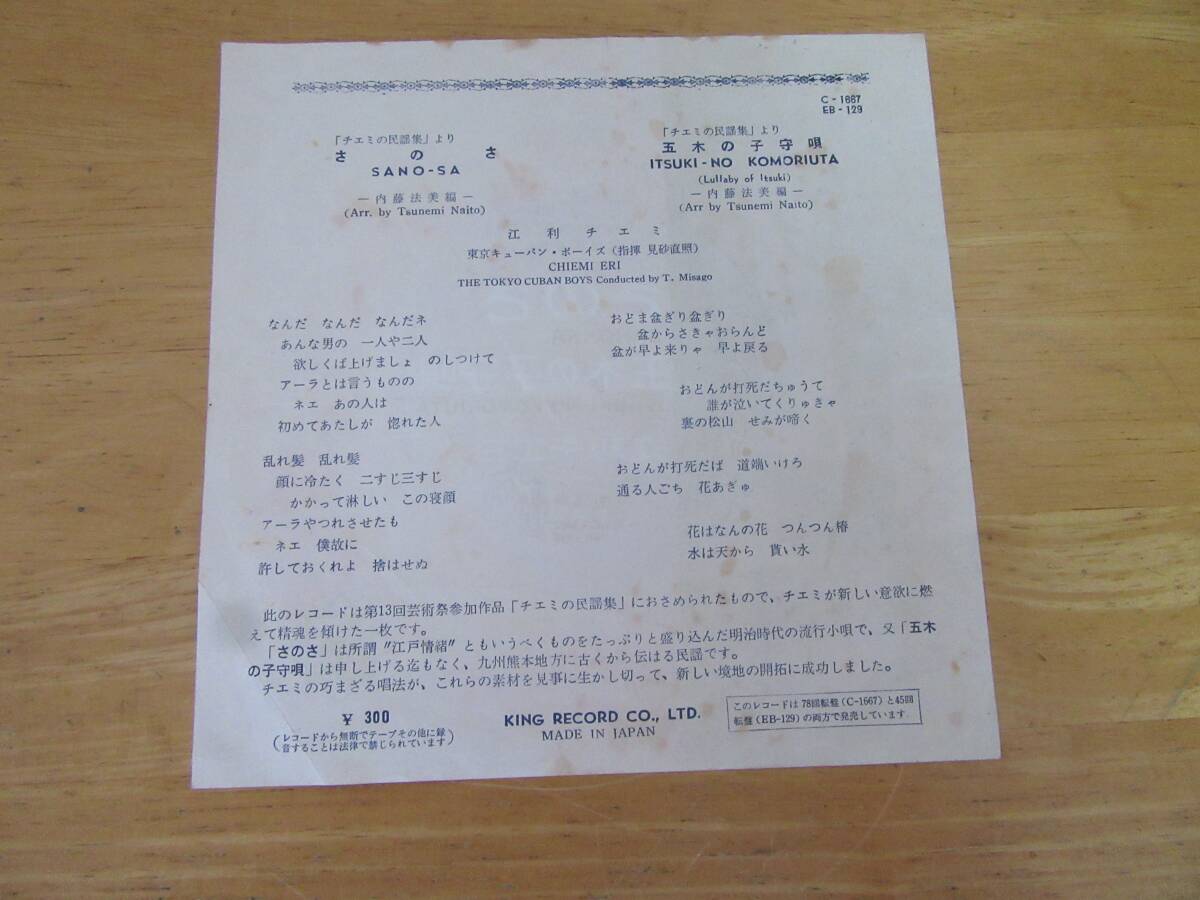 C-1667
EB-129
「チエミの民謡集」より
さのさ
SANO-SA
－内藤法美編－
(Arr. by Tsunemi Naito)
「チエミの民謡集」より
五木の子守唄
ITSUKI-NO KOMORIUTA
(Lullaby of Itsuki)
－内藤法美編－
(Arr by Tsunemi Naito)
江利チエミ
東京キューバン・ボーイズ（指揮 見砂直照）
CHIEMI ERI
THE TOKYO CUBAN BOYS Conducted by T. Misago
なんだ なんだ なんだネ
あんな男の 一人や二人
欲しくば上げましょ のしつけて
アーラとは言うものの
ネエ あの人は
初めてあたしが 惚れた人
乱れ髪 乱れ髪
顔に冷たく 二すじ三すじ
かかって淋しい この寝顔
アーラやつれさせたも
ネエ 僕故に
許しておくれよ 捨はせぬ
おどま盆ぎり盆ぎり
盆からさきゃおらんど
盆が早よ来りゃ 早よ戻る
おどんが打死だちゅうて
誰が泣いてくりゅきゃ
裏の松山 せみが啼く
おどんが打死だば 道端いけろ
通る人ごち 花あぎゅ
花はなんの花 つんつん椿
水は天から 貰い水
此のレコードは第13回芸術祭参加作品「チエミの民謡集」におさめられたもので、チエミが新しい意欲に燃
えて精魂を傾けた一枚です。
「さのさ」は所謂〝江戸情緒〟ともいうべくものをたっぷりと盛り込んだ明治時代の流行小唄で、又「五木
の子守唄」は申し上げる迄もなく、九州熊本地方に古くから伝はる民謡です。
チエミの巧まざる唱法が、これらの素材を見事に生かし切って、新しい境地の開拓に成功しました。
￥300
（レコードから無断でテープその他に録
音することは法律で禁じられています）
KING RECORD CO., LTD.
MADE IN JAPAN
このレコードは78回転盤（C-1667）と45回
転盤（EB-129）の両方で発売しています．